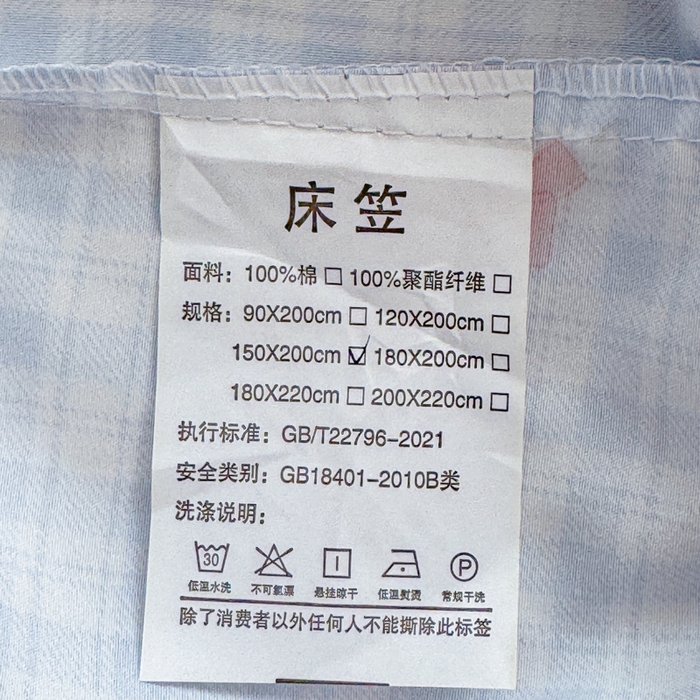 床笠
面料：100%棉 □ 100%聚酯纤维 □
规格：90X200cm □ 120X200cm □
150X200cm ☑ 180X200cm □
180X220cm □ 200X220cm □
执行标准：GB/T22796-2021
安全类别：GB18401-2010B类
洗涤说明：
30 P
低温水洗 不可氯漂 悬挂晾干 低温熨烫 常规干洗
除了消费者以外任何人不能撕除此标签